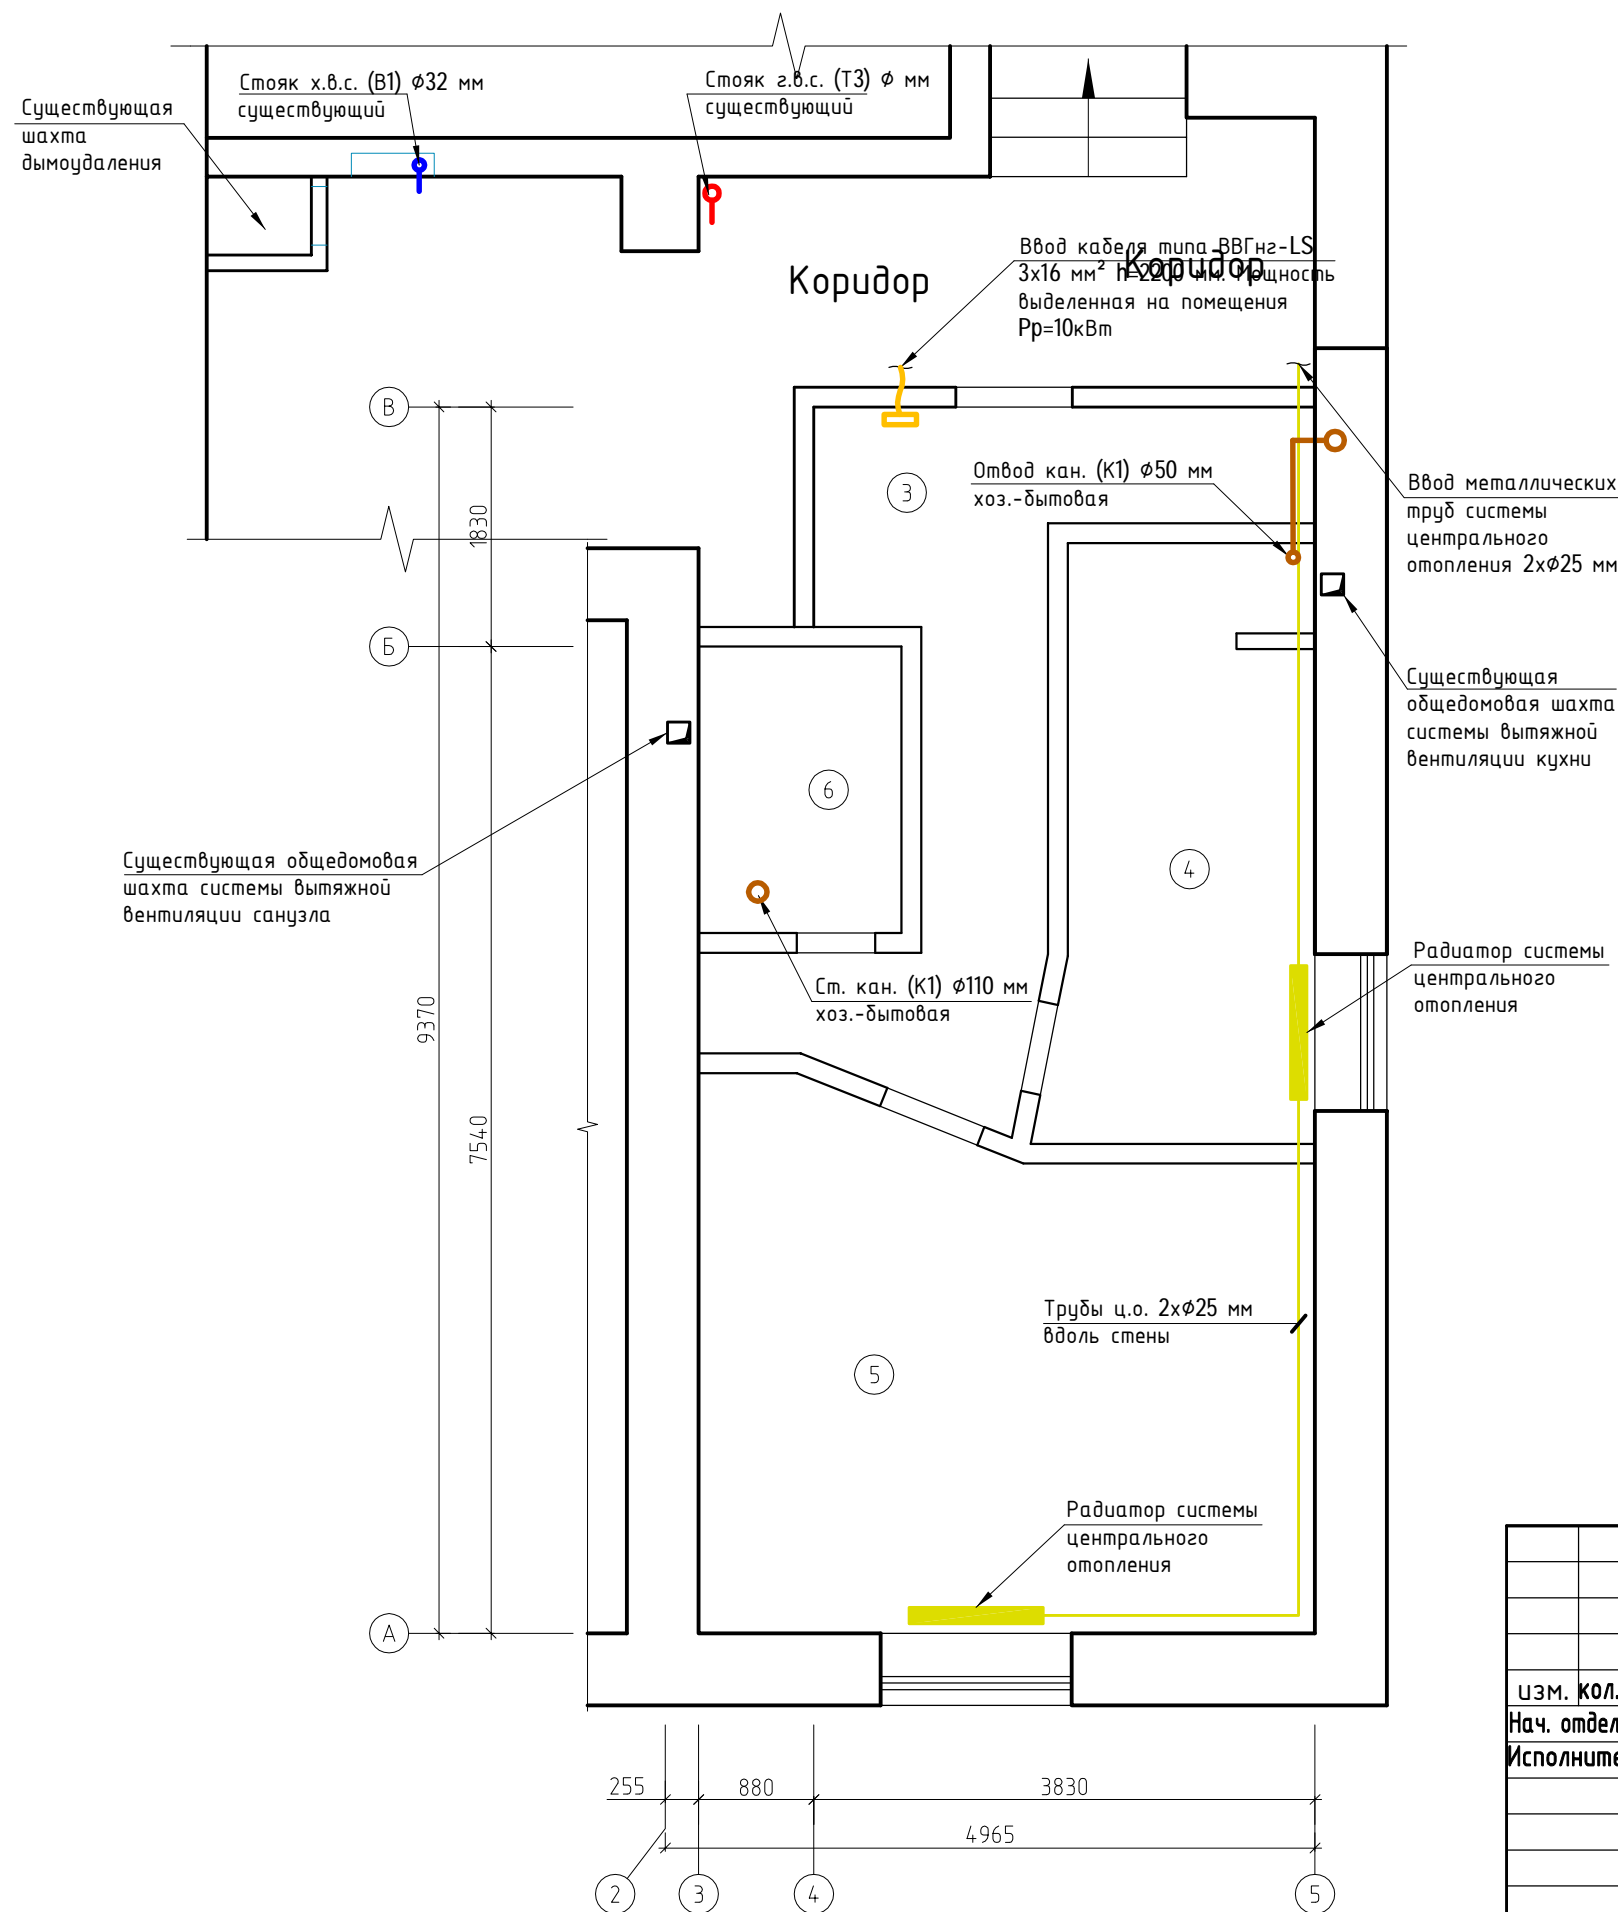 Стояк х.в.с. (В1) Ф32 мм
существующий
Стояк г.в.с. (Т3) Ф мм
существующий
Существующая
шахта
дымоудаления
Ввод кабеля типа ВВГнг-LS
3х16 мм² h=2200 мм. Мощность
выделенная на помещения
Рр=10кВт
Коридор
Коридор
В
Отвод кан. (К1) Ф50 мм
хоз.-бытовая
3
Ввод металлических
труб системы
центрального
отопления 2хФ25 мм
1830
Б
Существующая
общедомовая шахта
системы вытяжной
вентиляции кухни
6
4
Существующая общедомовая
шахта системы вытяжной
вентиляции санузла
Ст. кан. (К1) Ф110 мм
хоз.-бытовая
Радиатор системы
центрального
отопления
9370
7540
Трубы ц.о. 2хФ25 мм
вдоль стены
5
Радиатор системы
центрального
отопления
А
изм. кол.
Нач. отдел
Исполните
255
880
3830
4965
2
3
4
5